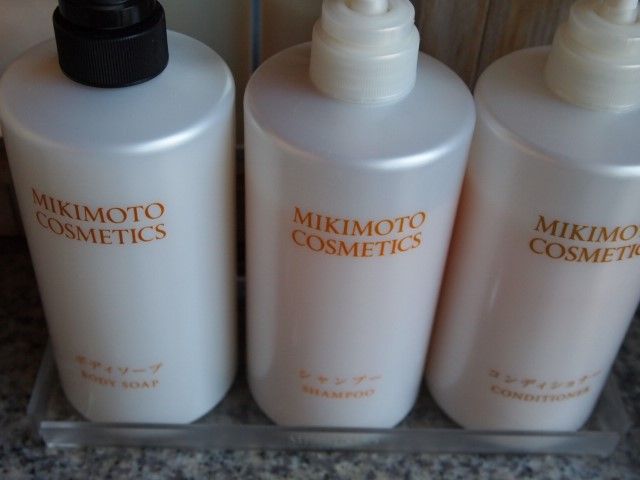 MIKIMOTO
COSMETICS
ボディソープ
BODY SOAP
MIKIMOTO
COSMETICS
シャンプー
SHAMPOO
MIKIMOTO
COSMETICS
コンディショナー
CONDITIONER